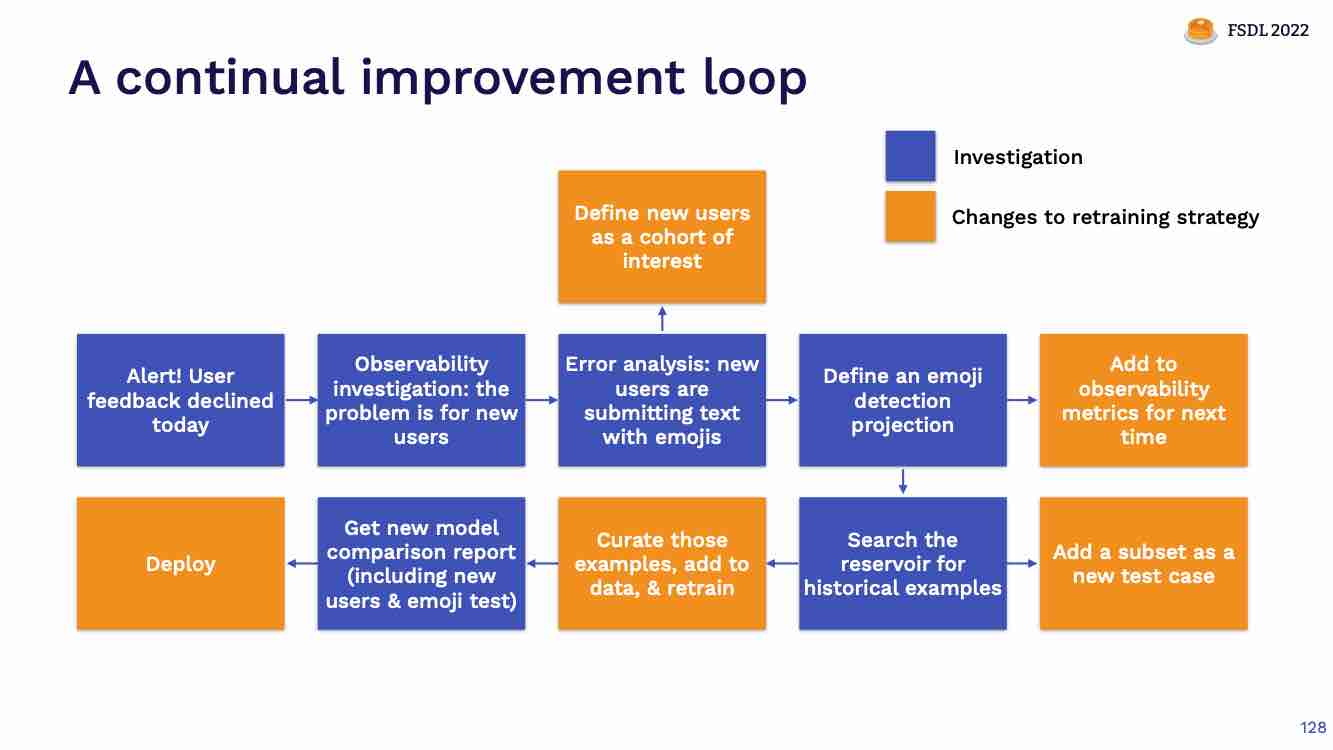 FSDL 2022
A continual improvement loop
Investigation
Changes to retraining strategy
Define new users
as a cohort of
interest
Alert! User
feedback declined
today
Observability
investigation: the
problem is for new
users
Error analysis: new
users are
submitting text
with emojis
Define an emoji
detection
projection
Add to
observability
metrics for next
time
Deploy
Get new model
comparison report
(including new
users & emoji test)
Curate those
examples, add to
data, & retrain
Search the
reservoir for
historical examples
Add a subset as a
new test case
128